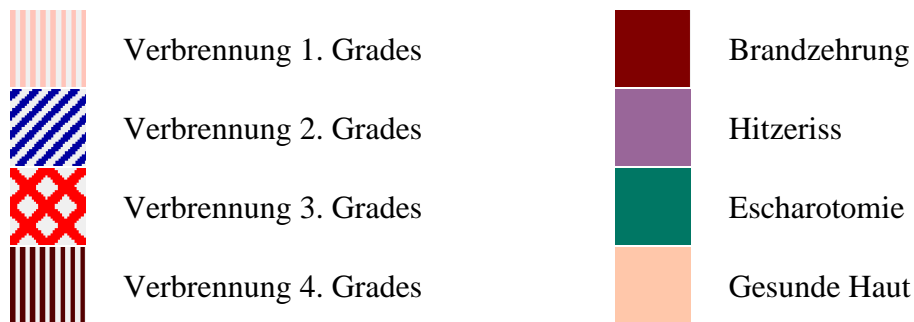 Verbrennung 1. Grades
Brandzehrung
Verbrennung 2. Grades
Hitzeriss
Verbrennung 3. Grades
Escharotomie
Verbrennung 4. Grades
Gesunde Haut